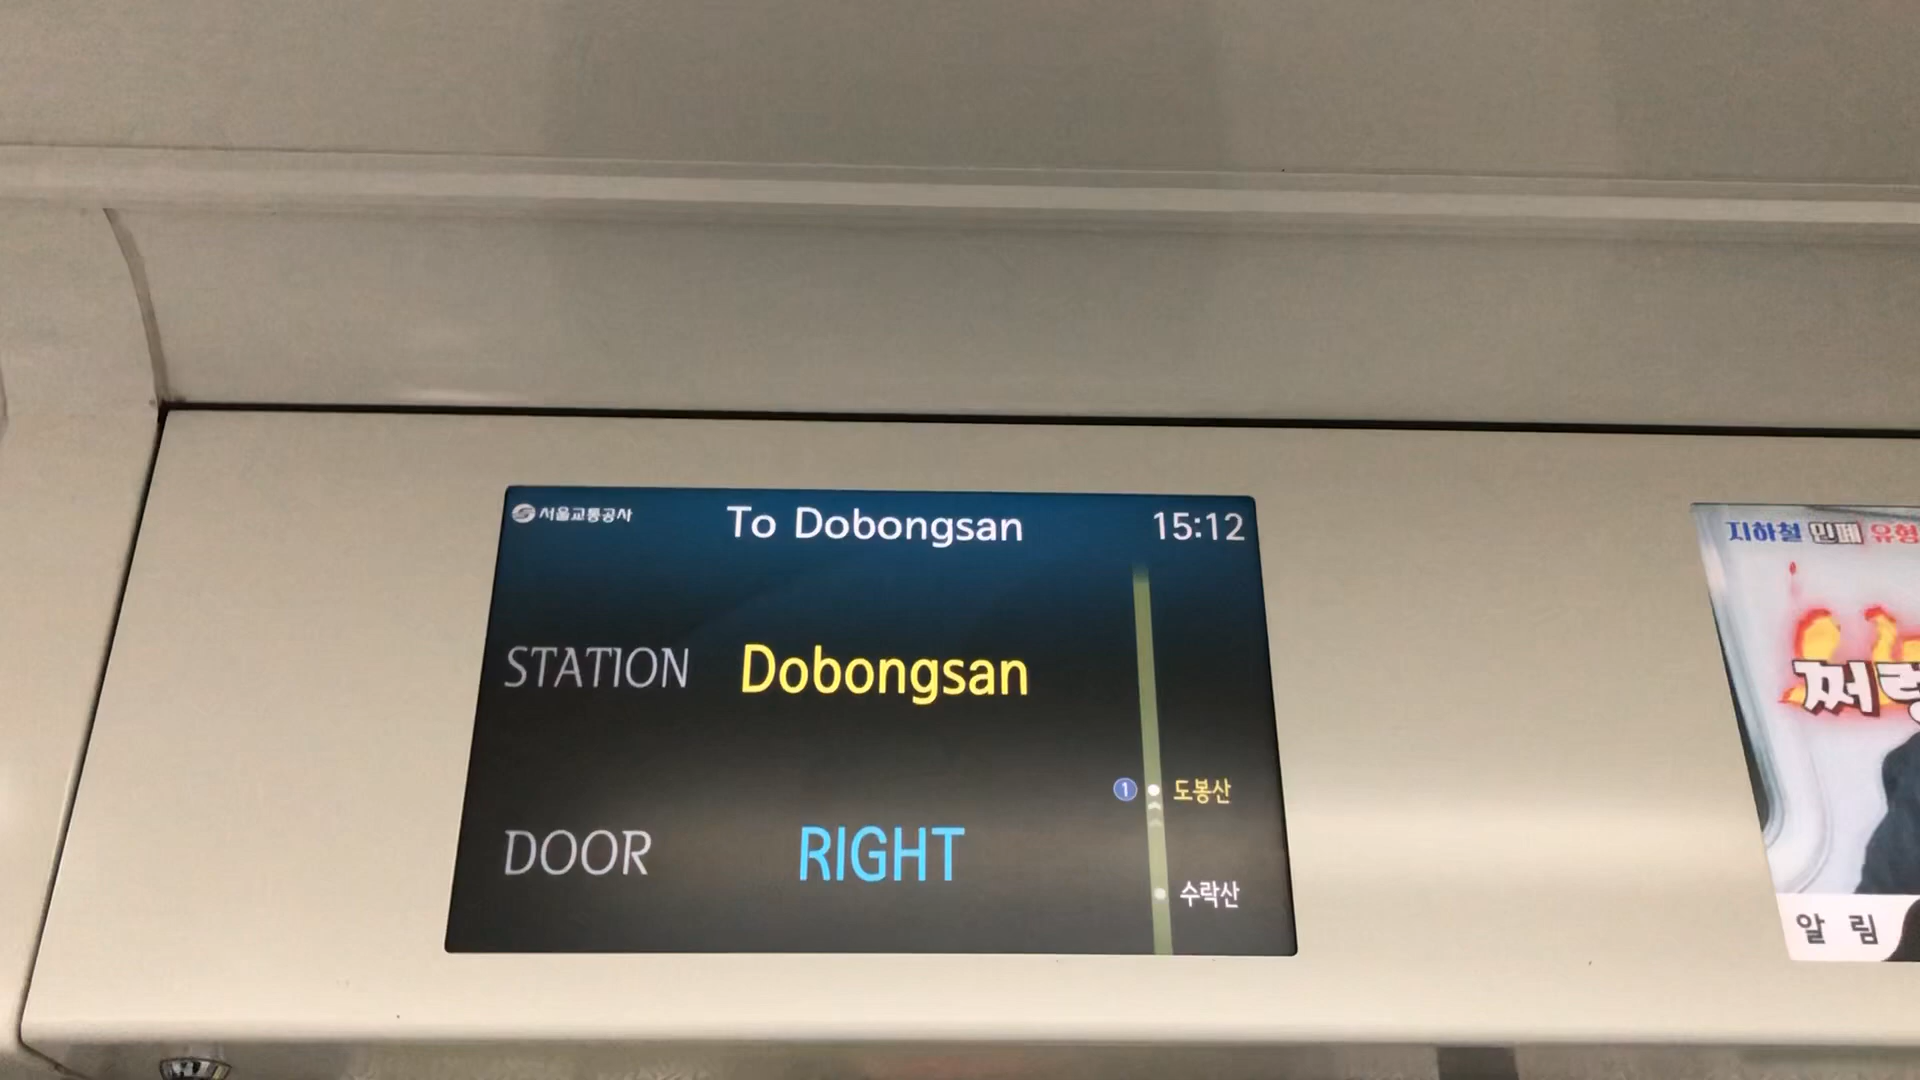 서울교통공사 To Dobongsan 15:12
STATION Dobongsan
1 도봉산
DOOR RIGHT
수락산
지하철 민폐 유형
쩌
알 림